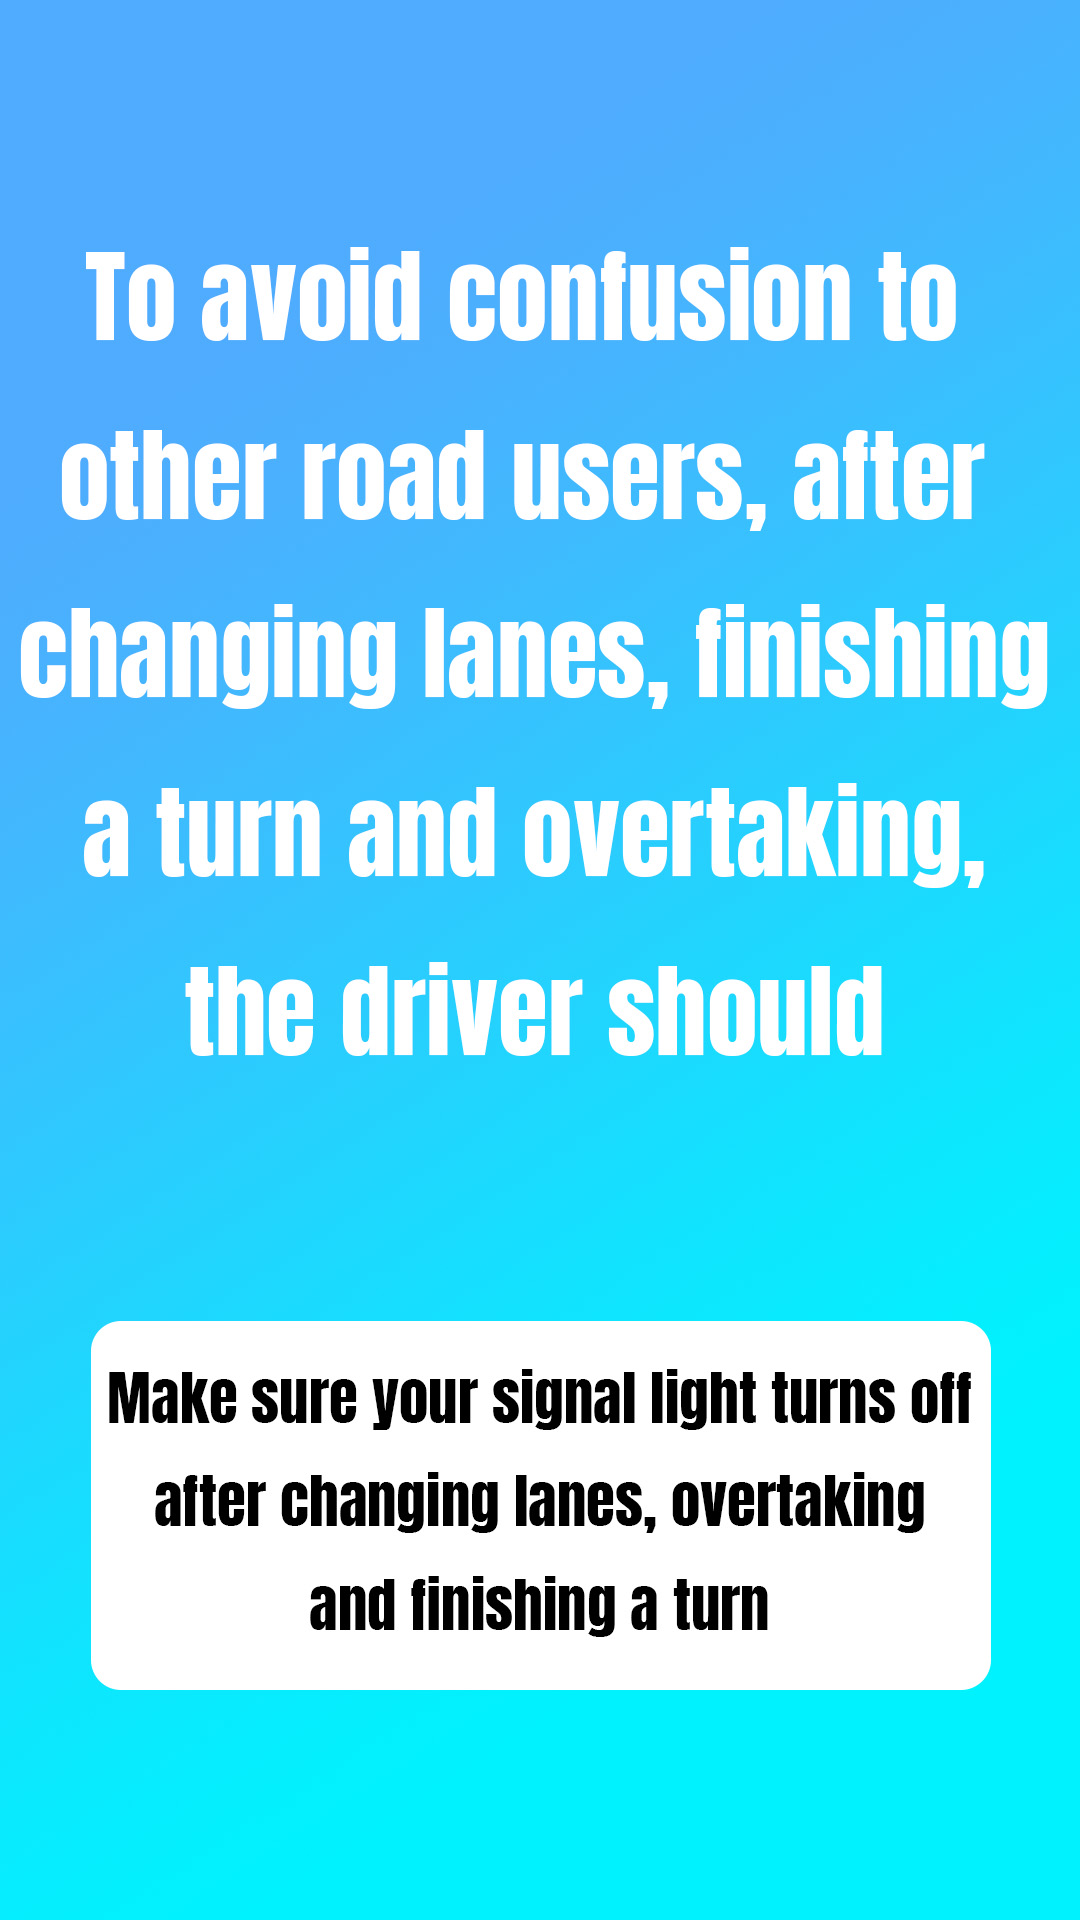 To avoid confusion to
other road users, after
changing lanes, finishing
a turn and overtaking,
the driver should
Make sure your signal light turns off
after changing lanes, overtaking
and finishing a turn